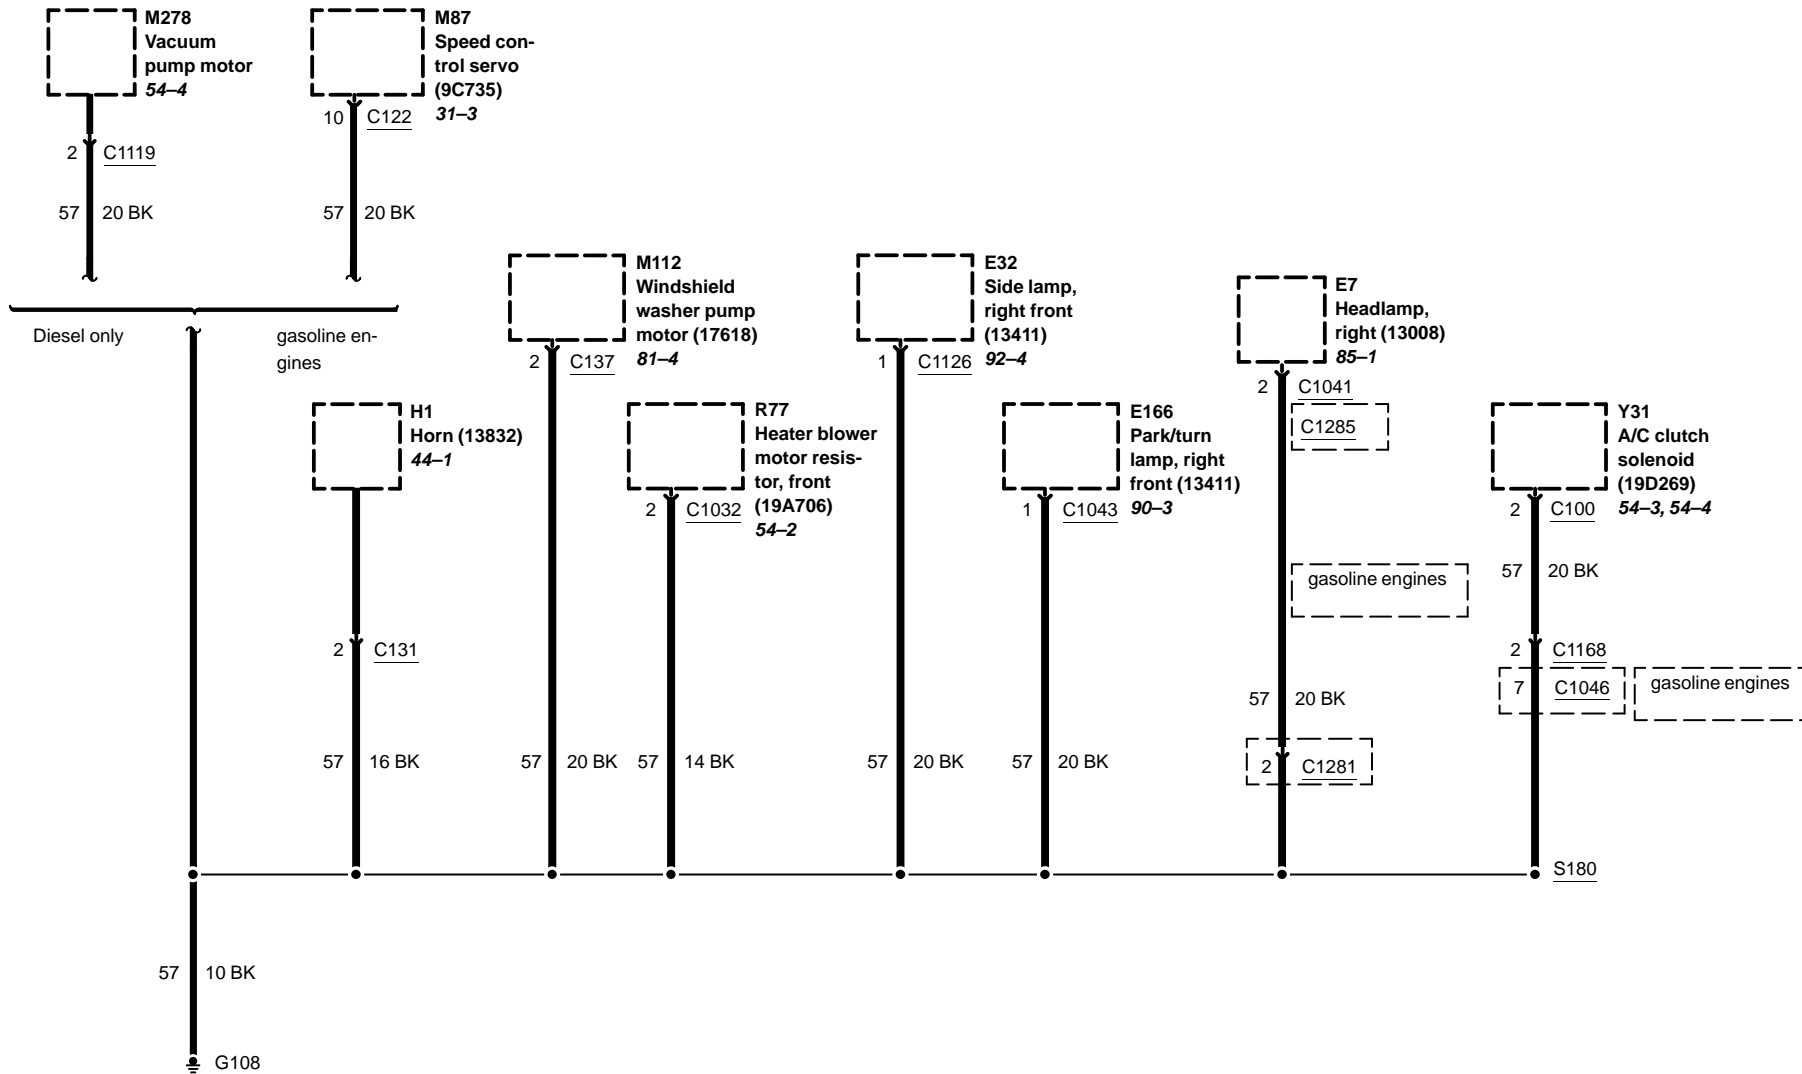 M278
Vacuum
pump motor
54–4
2 C1119
57 20 BK
M87
Speed con-
trol servo
(9C735)
31–3
10 C122
57 20 BK
Diesel only
gasoline en-
gines
H1
Horn (13832)
44–1
2 C131
57 16 BK
M112
Windshield
washer pump
motor (17618)
81–4
2 C137
57 20 BK
R77
Heater blower
motor resis-
tor, front
(19A706)
54–2
2 C1032
57 14 BK
E32
Side lamp,
right front
(13411)
92–4
1 C1126
57 20 BK
E166
Park/turn
lamp, right
front (13411)
90–3
1 C1043
57 20 BK
E7
Headlamp,
right (13008)
85–1
2 C1041
C1285
gasoline engines
57 20 BK
2 C1281
Y31
A/C clutch
solenoid
(19D269)
54–3, 54–4
2 C100
57 20 BK
2 C1168
7 C1046
gasoline engines
S180
57 10 BK
G108